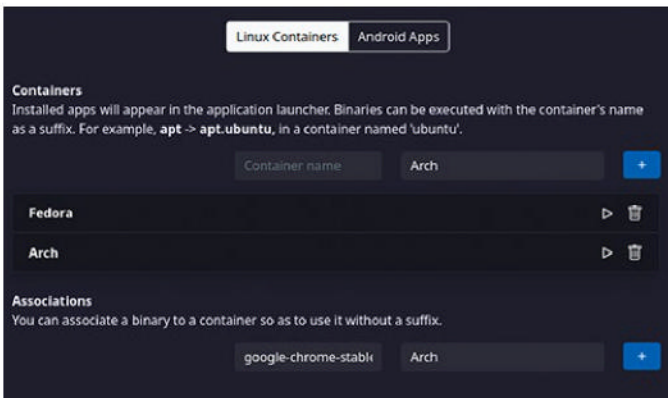 Linux Containers Android Apps
Containers
Installed apps will appear in the application launcher. Binaries can be executed with the container's name
as a suffix. For example, apt -> apt.ubuntu, in a container named 'ubuntu'.
Container name Arch +
Fedora
Arch
Associations
You can associate a binary to a container so as to use it without a suffix.
google-chrome-stable Arch +